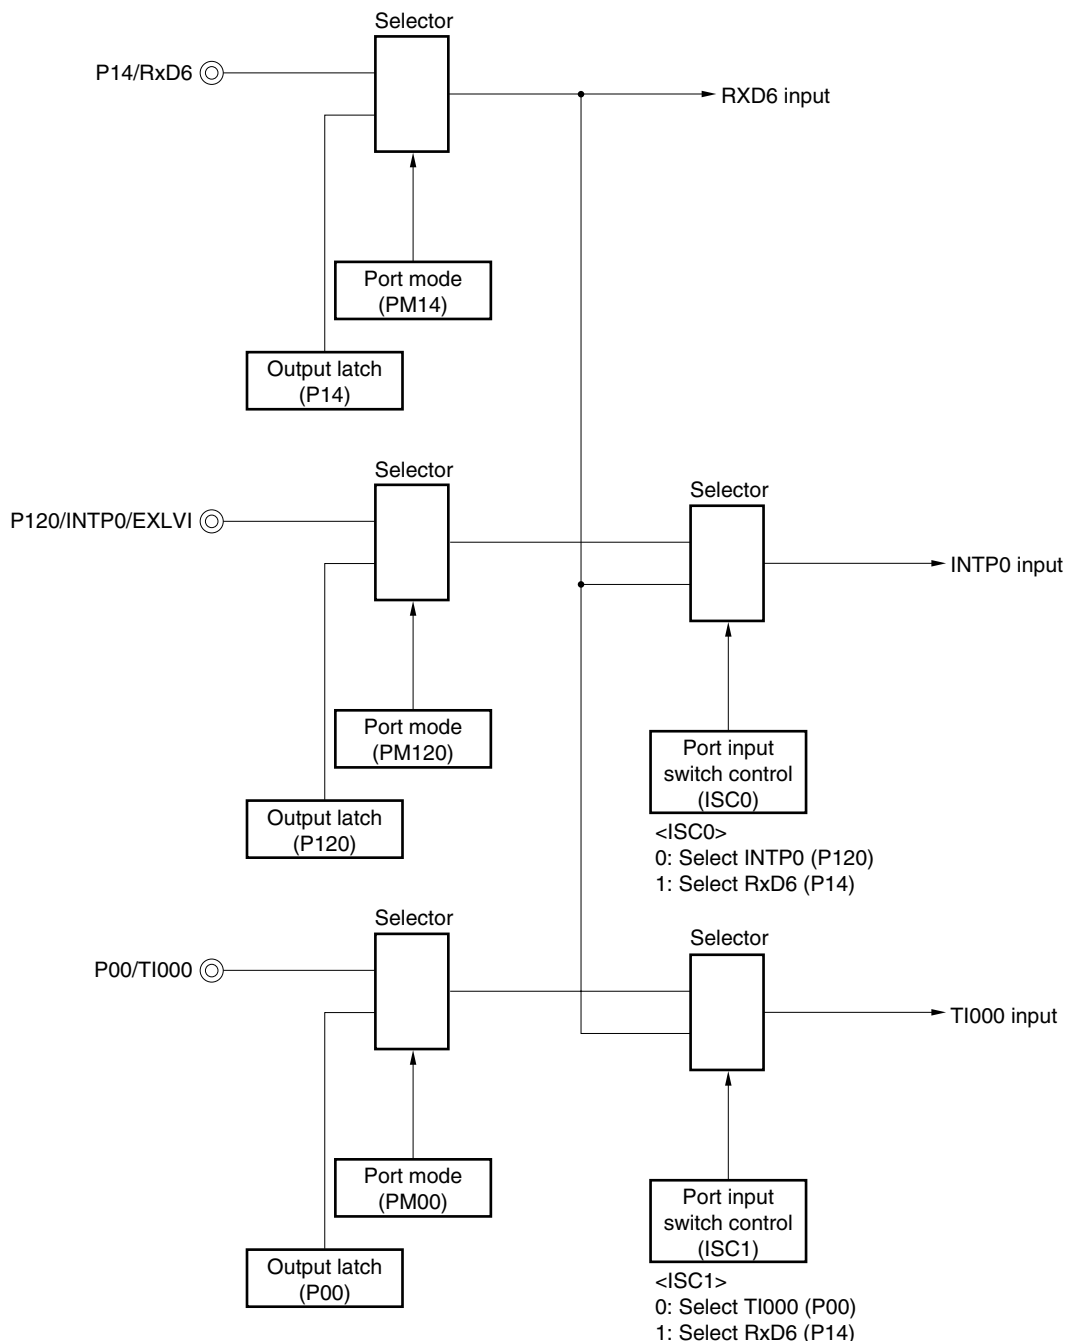 Selector
P14/RxD6
RXD6 input
Port mode
(PM14)
Output latch
(P14)
Selector
Selector
P120/INTP0/EXLVI
INTP0 input
Port mode
(PM120)
Port input
switch control
(ISC0)
Output latch
(P120)
<ISC0>
0: Select INTP0 (P120)
1: Select RxD6 (P14)
Selector
Selector
P00/TI000
TI000 input
Port mode
(PM00)
Port input
switch control
(ISC1)
Output latch
(P00)
<ISC1>
0: Select TI000 (P00)
1: Select RxD6 (P14)